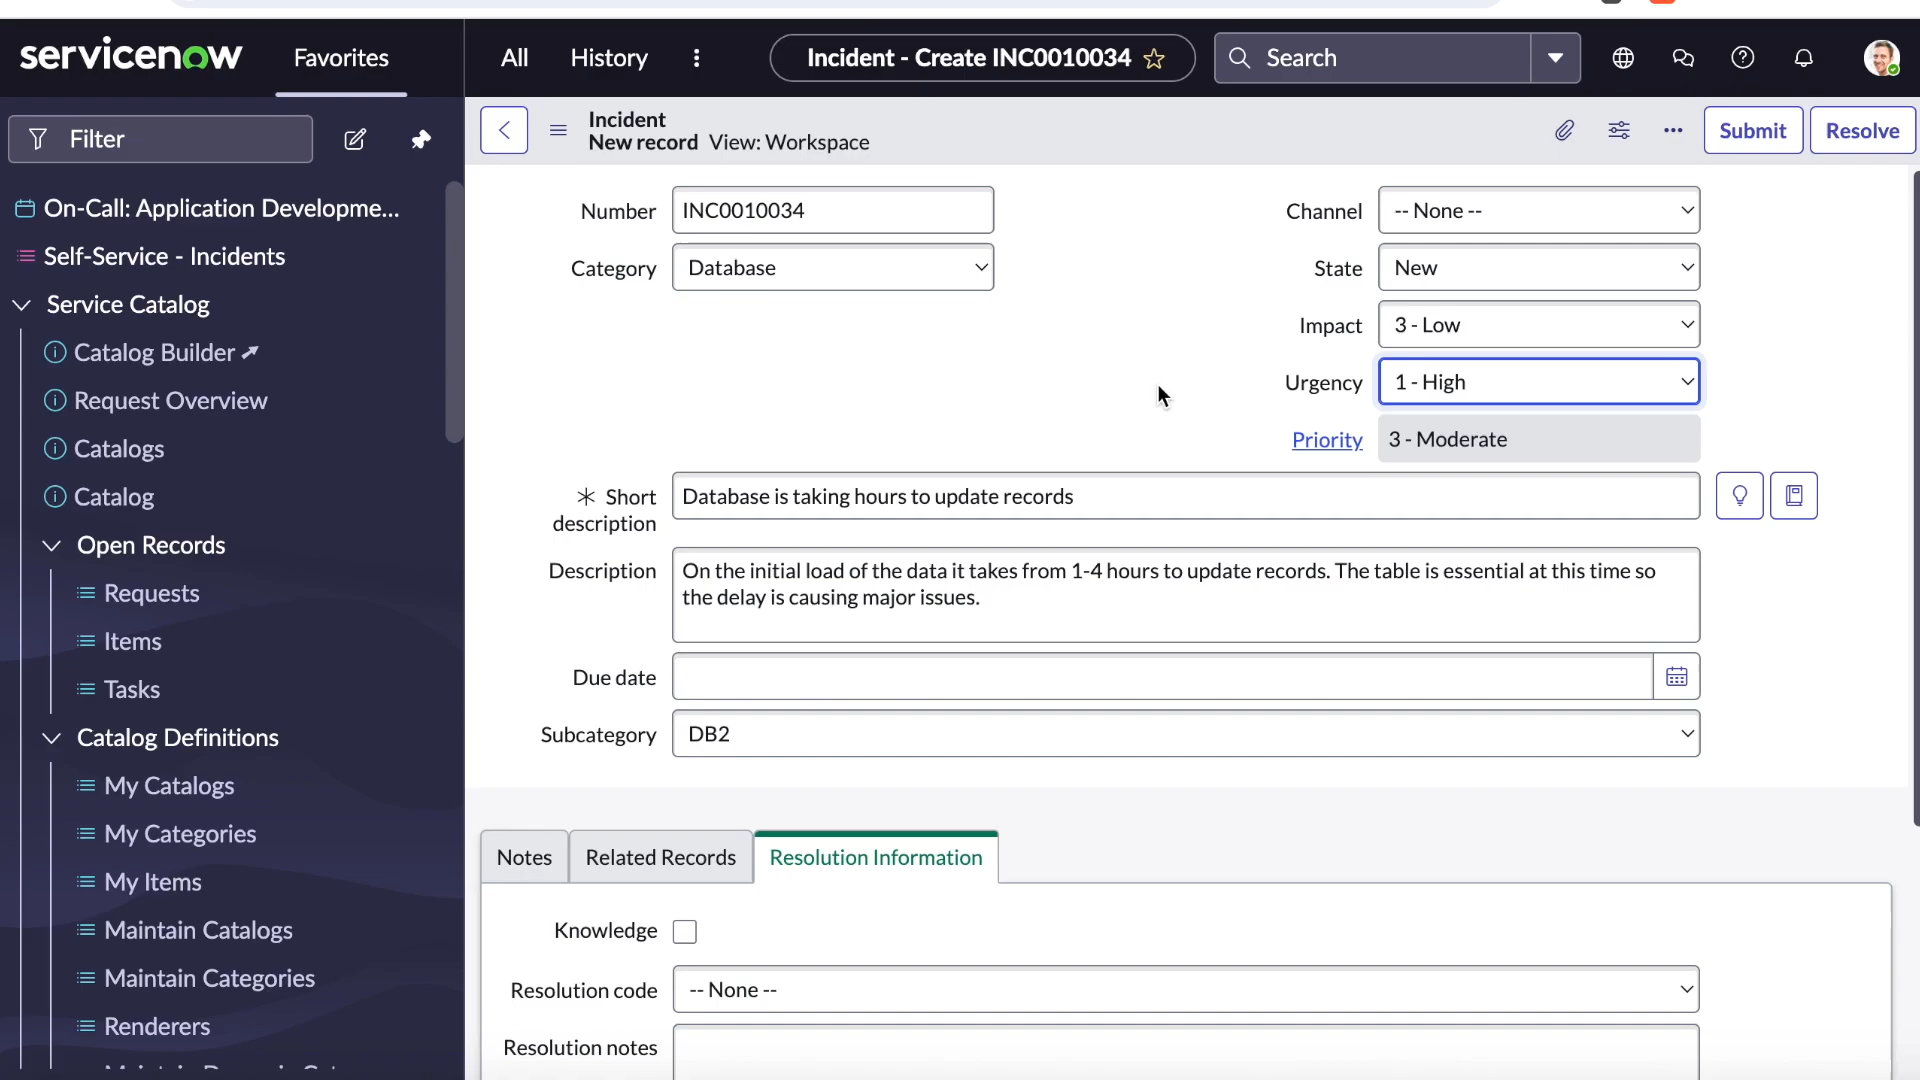 servicenow
Favorites
All
History
Incident - Create INC0010034
Search
Filter
Incident
New record View: Workspace
Submit
Resolve
On-Call: Application Developme...
Self-Service - Incidents
Service Catalog
Catalog Builder
Request Overview
Catalogs
Catalog
Open Records
Requests
Items
Tasks
Catalog Definitions
My Catalogs
My Categories
My Items
Maintain Catalogs
Maintain Categories
Renderers
Number INC0010034
Channel -- None --
Category Database
State New
Impact 3 - Low
Urgency 1 - High
Priority 3 - Moderate
Short
description
Database is taking hours to update records
Description
On the initial load of the data it takes from 1-4 hours to update records. The table is essential at this time so
the delay is causing major issues.
Due date
Subcategory DB2
Notes
Related Records
Resolution Information
Knowledge
Resolution code -- None --
Resolution notes